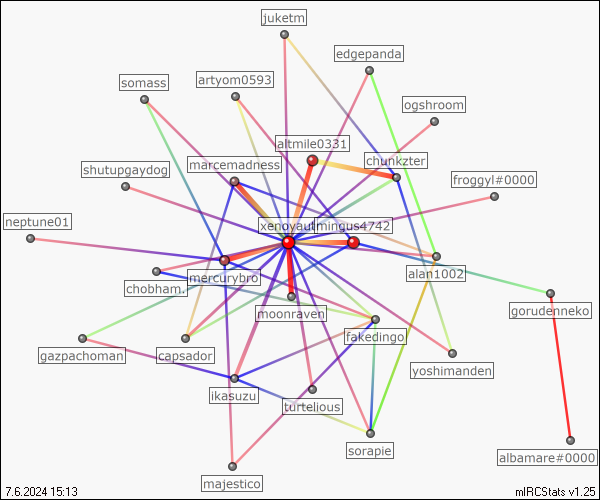 juketm
edgepanda
somass
artyom0593
ogshroom
altmile0331
marcemadness
chunkzter
shutupgaydog
froggyl#0000
neptune01
mingus4742
mercurybro
alan1002
chobham.
gorudenneko
moonraven
fakedingo
gazpachoman
capsador
yoshimanden
ikasuzu
turtelious
sorapie
albamare#0000
majestico
7.6.2024 15:13
mIRCStats v1.25